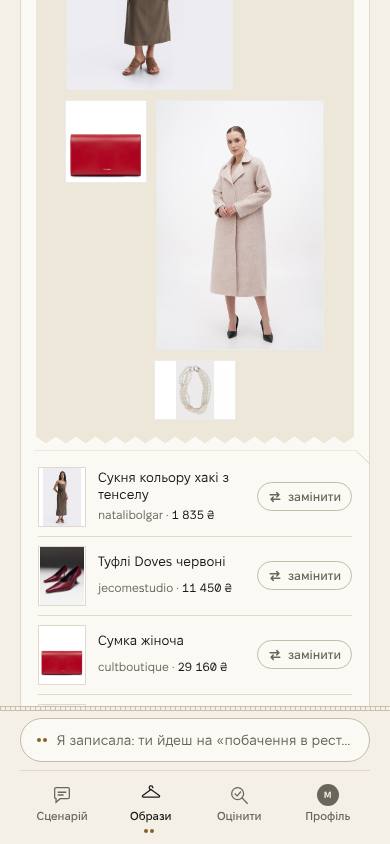 Сукня кольору хакі з
тенселу
natalibolgar · 1 835 ₴
замінити
Туфлі Doves червоні
jecomestudio · 11 450 ₴
замінити
Сумка жіноча
cultboutique · 29 160 ₴
замінити
Я записала: ти йдеш на «побачення в рест...
Сценарій
Образи
Оцінити
М
Профіль